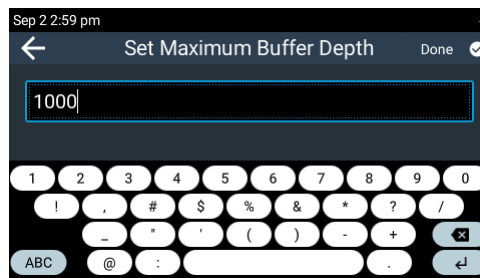 Sep 2 2:59 pm
Set Maximum Buffer Depth Done
1000
1 2 3 4 5 6 7 8 9 0
! , # $ % & * ? /
_ " ' ( ) - +
ABC @ : .